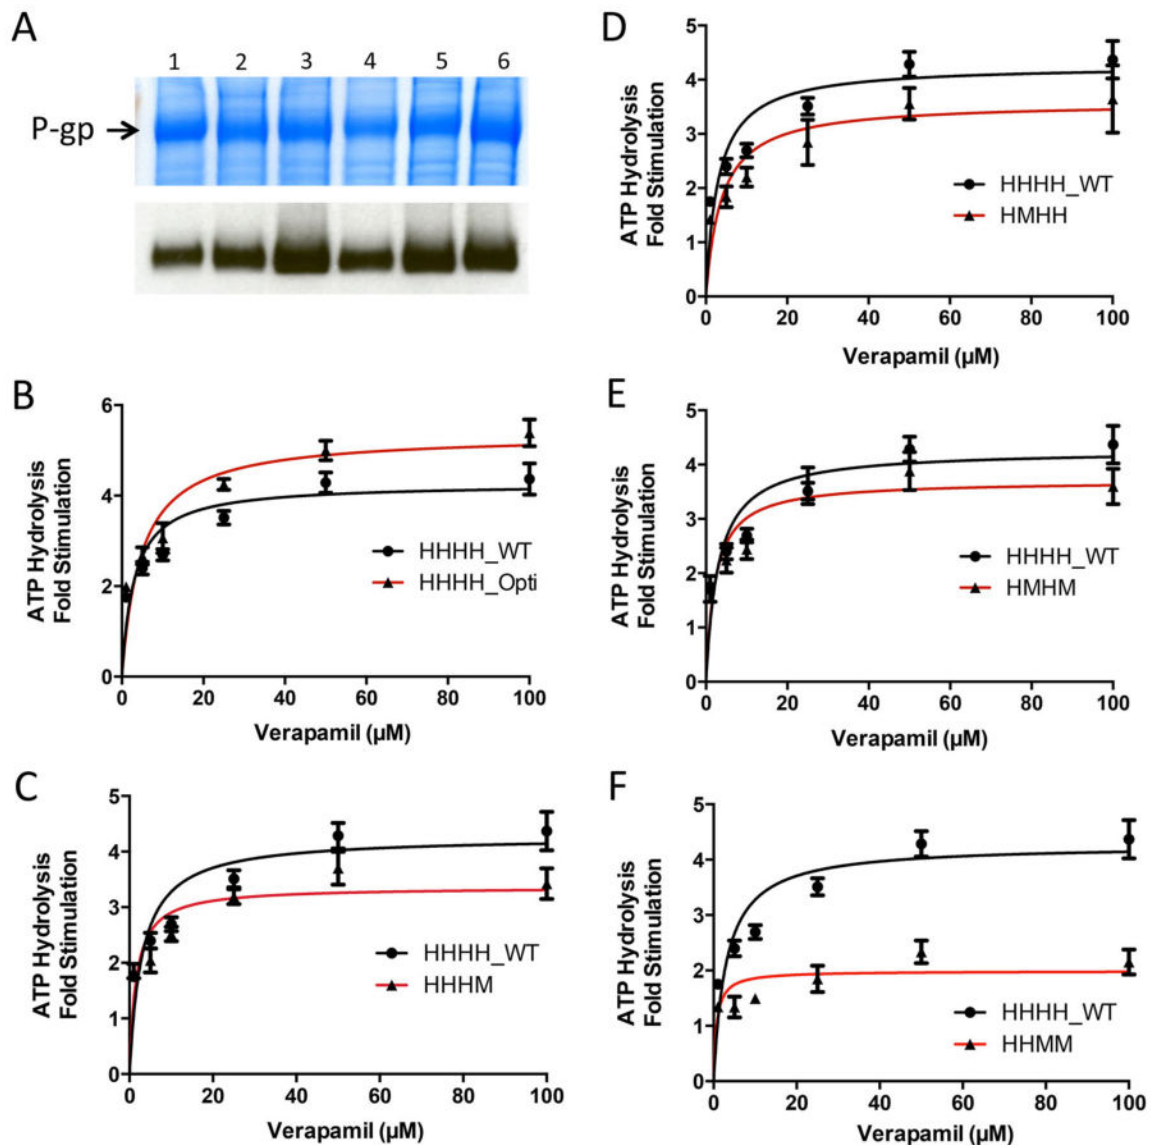 A
1 2 3 4 5 6
P-gp
B
ATP Hydrolysis
Fold Stimulation
6
4
2
0
HHHH_WT
HHHH_Opti
0 20 40 60 80 100
Verapamil (µM)
C
ATP Hydrolysis
Fold Stimulation
5
4
3
2
1
0
HHHH_WT
HHHM
0 20 40 60 80 100
Verapamil (µM)
D
ATP Hydrolysis
Fold Stimulation
5
4
3
2
1
0
HHHH_WT
HMHH
0 20 40 60 80 100
Verapamil (µM)
E
ATP Hydrolysis
Fold Stimulation
5
4
3
2
1
0
HHHH_WT
HMHM
0 20 40 60 80 100
Verapamil (µM)
F
ATP Hydrolysis
Fold Stimulation
5
4
3
2
1
0
HHHH_WT
HHMM
0 20 40 60 80 100
Verapamil (µM)